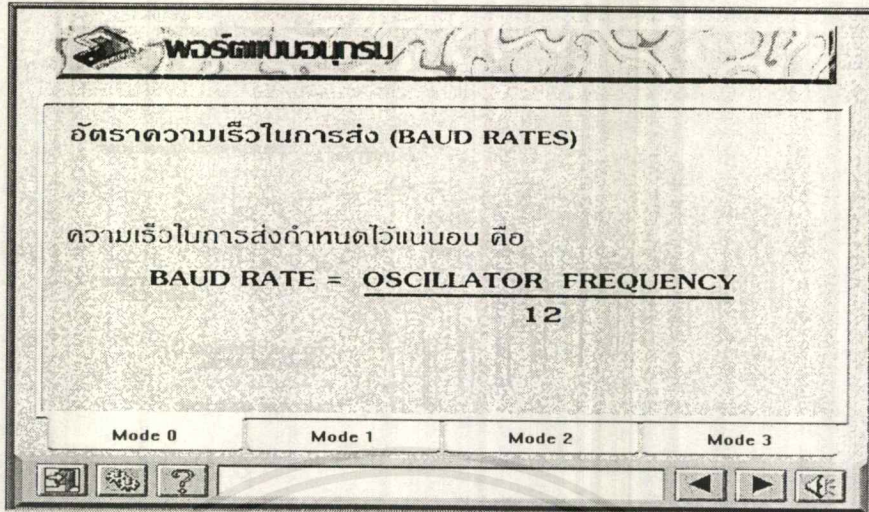 พอร์ตแบบอนุกรม
อัตราความเร็วในการส่ง (BAUD RATES)
ความเร็วในการส่งกำหนดไว้แน่นอน คือ
BAUD RATE = OSCILLATOR FREQUENCY
12
Mode 0 Mode 1 Mode 2 Mode 3
?